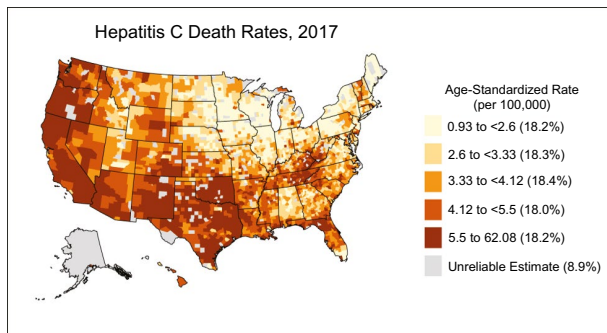 Hepatitis C Death Rates, 2017
Age-Standardized Rate
(per 100,000)
0.93 to <2.6 (18.2%)
2.6 to <3.33 (18.3%)
3.33 to <4.12 (18.4%)
4.12 to <5.5 (18.0%)
5.5 to 62.08 (18.2%)
Unreliable Estimate (8.9%)